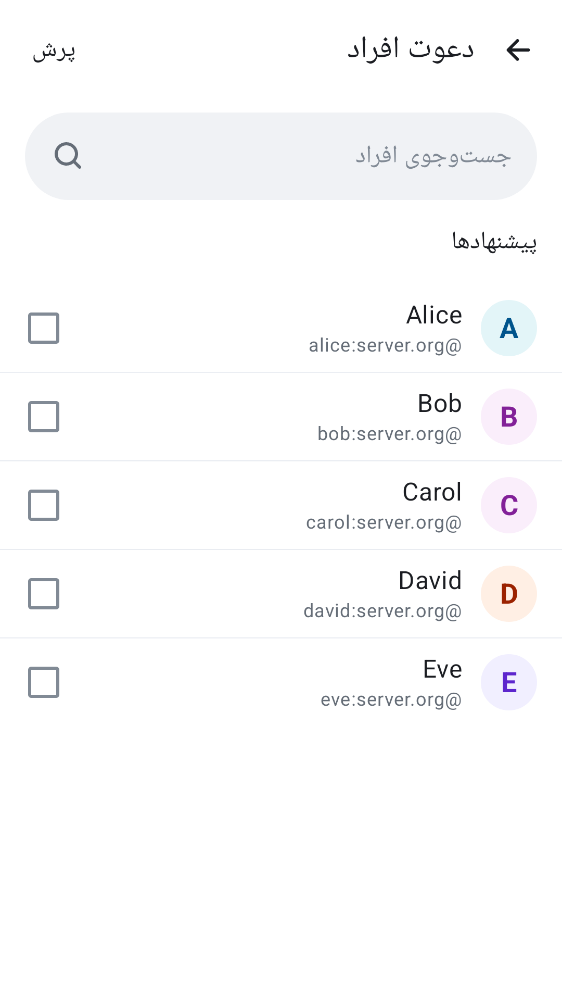 دعوت افراد
پرش
جست‌وجوی افراد
پیشنهادها
A
Alice
alice:server.org@
B
Bob
bob:server.org@
C
Carol
carol:server.org@
D
David
david:server.org@
E
Eve
eve:server.org@